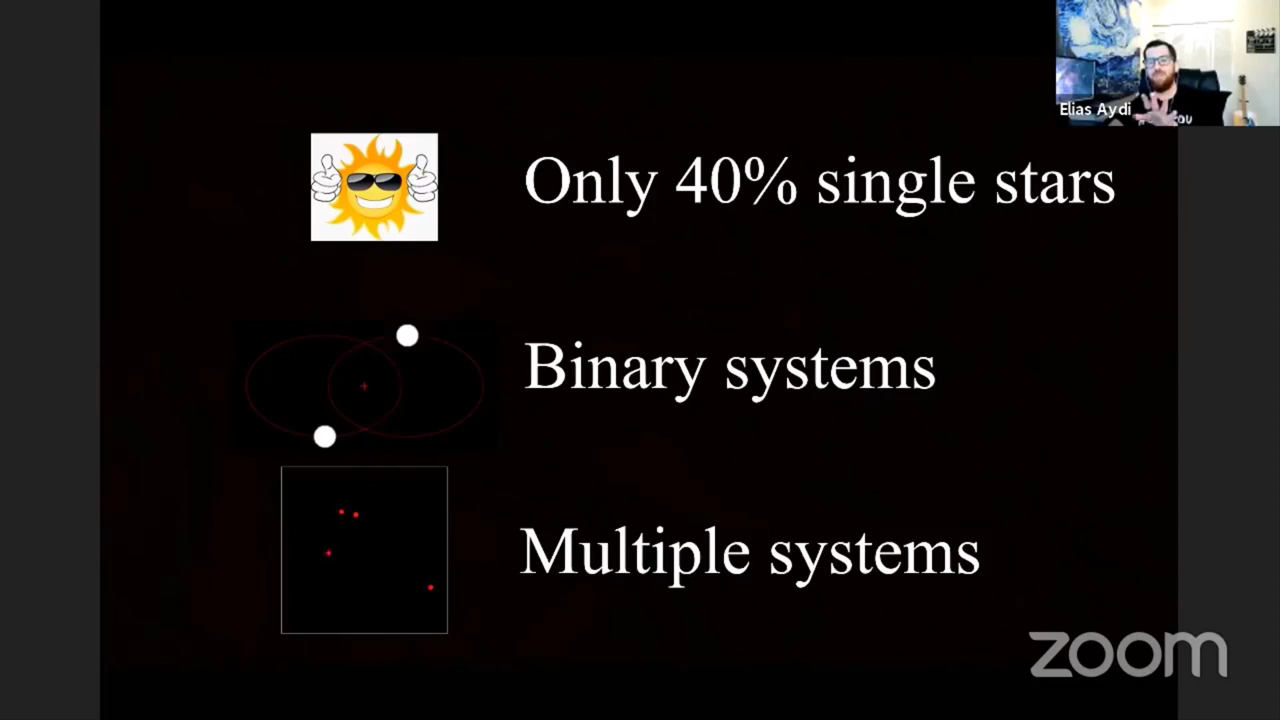 Elias Aydi
Only 40% single stars
Binary systems
Multiple systems
zoom